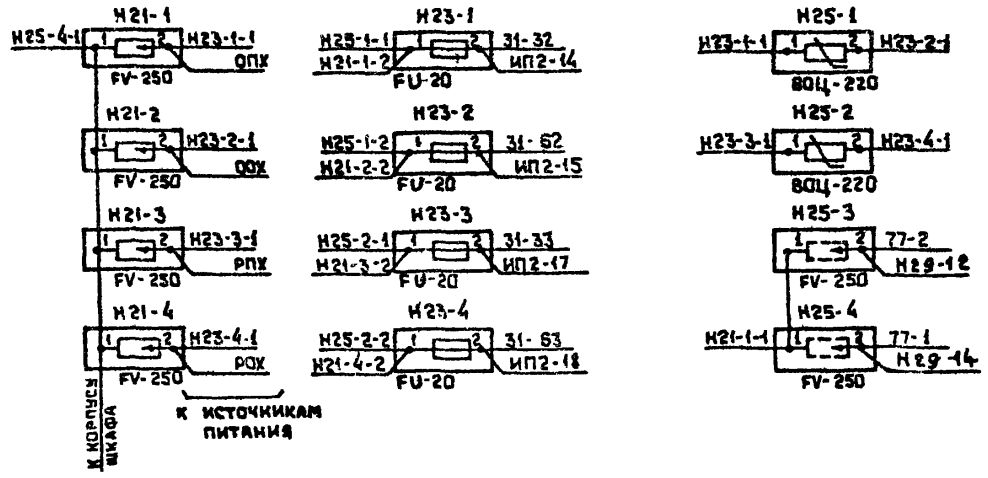 Н21-1
Н25-4-1 1 2 Н23-1-1
ОПХ
FV-250
Н21-2
1 2 Н23-2-1
ООХ
FV-250
Н21-3
1 2 Н23-3-1
РПХ
FV-250
Н21-4
1 2 Н23-4-1
РОХ
FV-250
К КОРПУСУ
ШКАФА
К ИСТОЧНИКАМ
ПИТАНИЯ
Н23-1
Н25-1-1 1 2 31-32
Н21-1-2 ИП2-14
FU-20
Н23-2
Н25-1-2 1 2 31-62
Н21-2-2 ИП2-15
FU-20
Н23-3
Н25-2-1 1 2 31-33
Н21-3-2 ИП2-17
FU-20
Н23-4
Н25-2-2 1 2 31-63
Н21-4-2 ИП2-18
FU-20
Н25-1
Н23-1-1 1 2 Н23-2-1
ВОЦ-220
Н25-2
Н23-3-1 1 2 Н23-4-1
ВОЦ-220
Н25-3
1 2 77-2
Н29-12
FV-250
Н25-4
Н21-1-1 1 2 77-1
Н29-14
FV-250